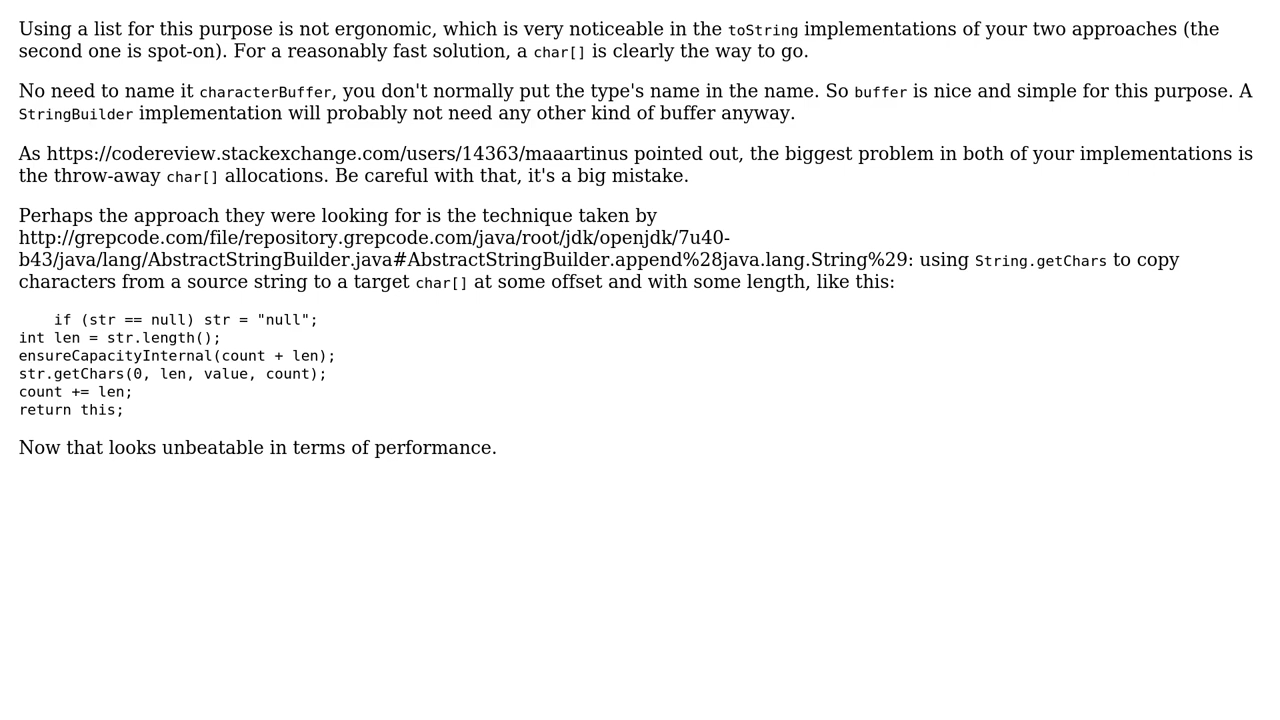 Using a list for this purpose is not ergonomic, which is very noticeable in the toString implementations of your two approaches (the
second one is spot-on). For a reasonably fast solution, a char[] is clearly the way to go.
No need to name it characterBuffer, you don't normally put the type's name in the name. So buffer is nice and simple for this purpose. A
StringBuilder implementation will probably not need any other kind of buffer anyway.
As https://codereview.stackexchange.com/users/14363/maaartinus pointed out, the biggest problem in both of your implementations is
the throw-away char[] allocations. Be careful with that, it's a big mistake.
Perhaps the approach they were looking for is the technique taken by
http://grepcode.com/file/repository.grepcode.com/java/root/jdk/openjdk/7u40-
b43/java/lang/AbstractStringBuilder.java#AbstractStringBuilder.append%28java.lang.String%29: using String.getChars to copy
characters from a source string to a target char[] at some offset and with some length, like this:
    if (str == null) str = "null";
int len = str.length();
ensureCapacityInternal(count + len);
str.getChars(0, len, value, count);
count += len;
return this;
Now that looks unbeatable in terms of performance.